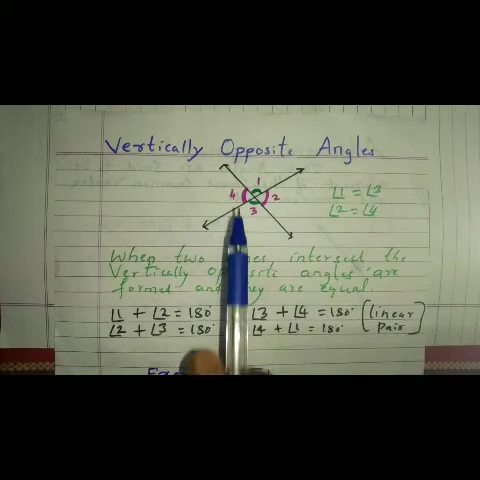 Vertically Opposite Angles
1
4 2
3
∠1 = ∠3
∠2 = ∠4
When two intersect the
Vertically opposite angles are
formed and they are equal.
∠1 + ∠2 = 180° ∠3 + ∠4 = 180° (linear
∠2 + ∠3 = 180° ∠4 + ∠1 = 180° pair)